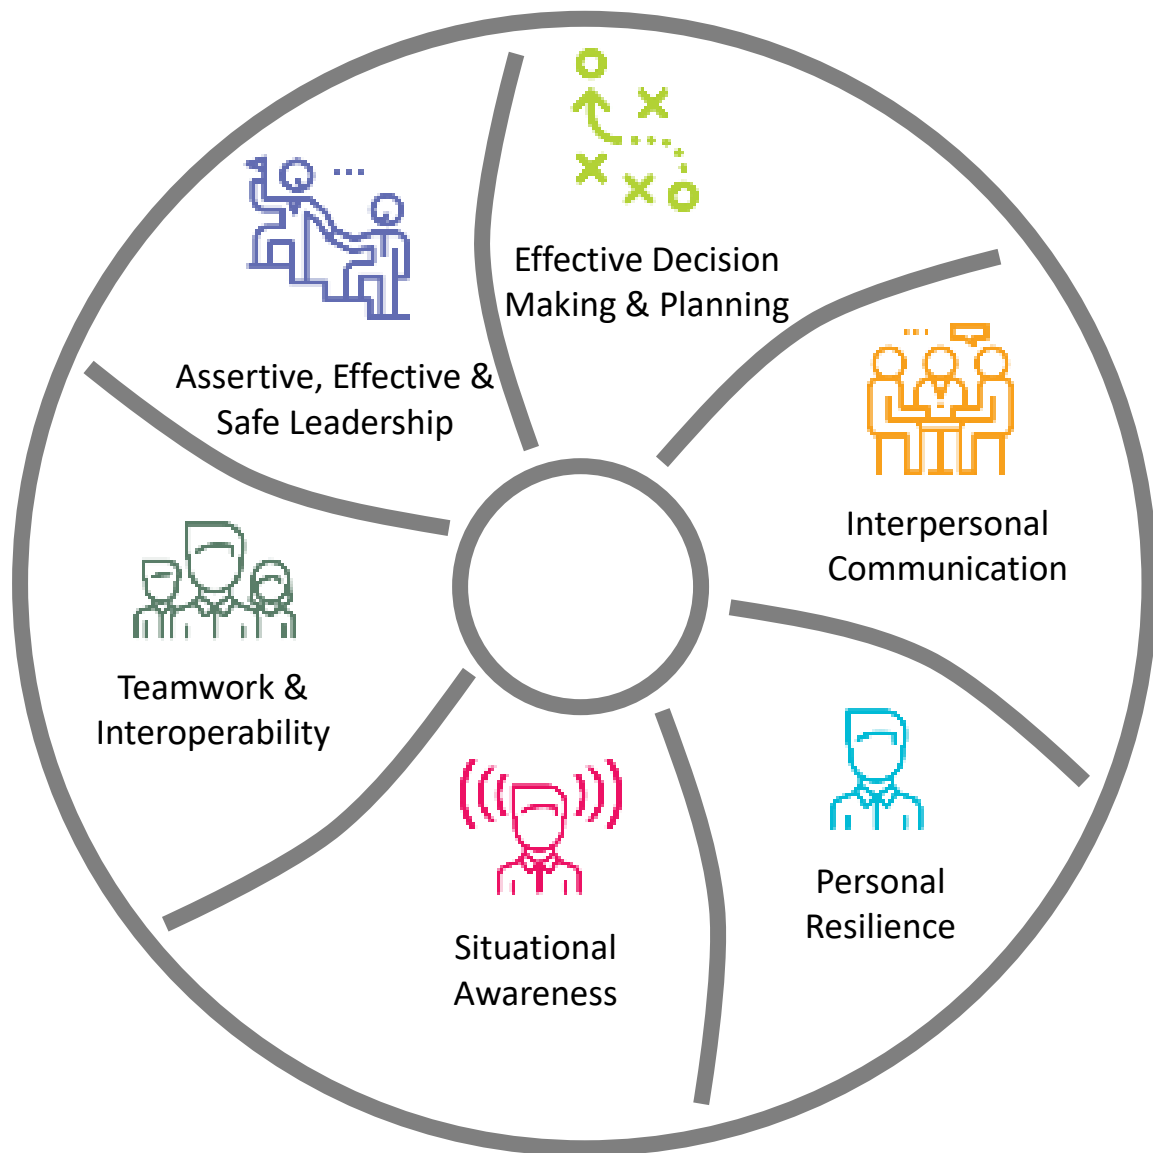 Effective Decision
Making & Planning
Interpersonal
Communication
Personal
Resilience
Situational
Awareness
Teamwork &
Interoperability
Assertive, Effective &
Safe Leadership